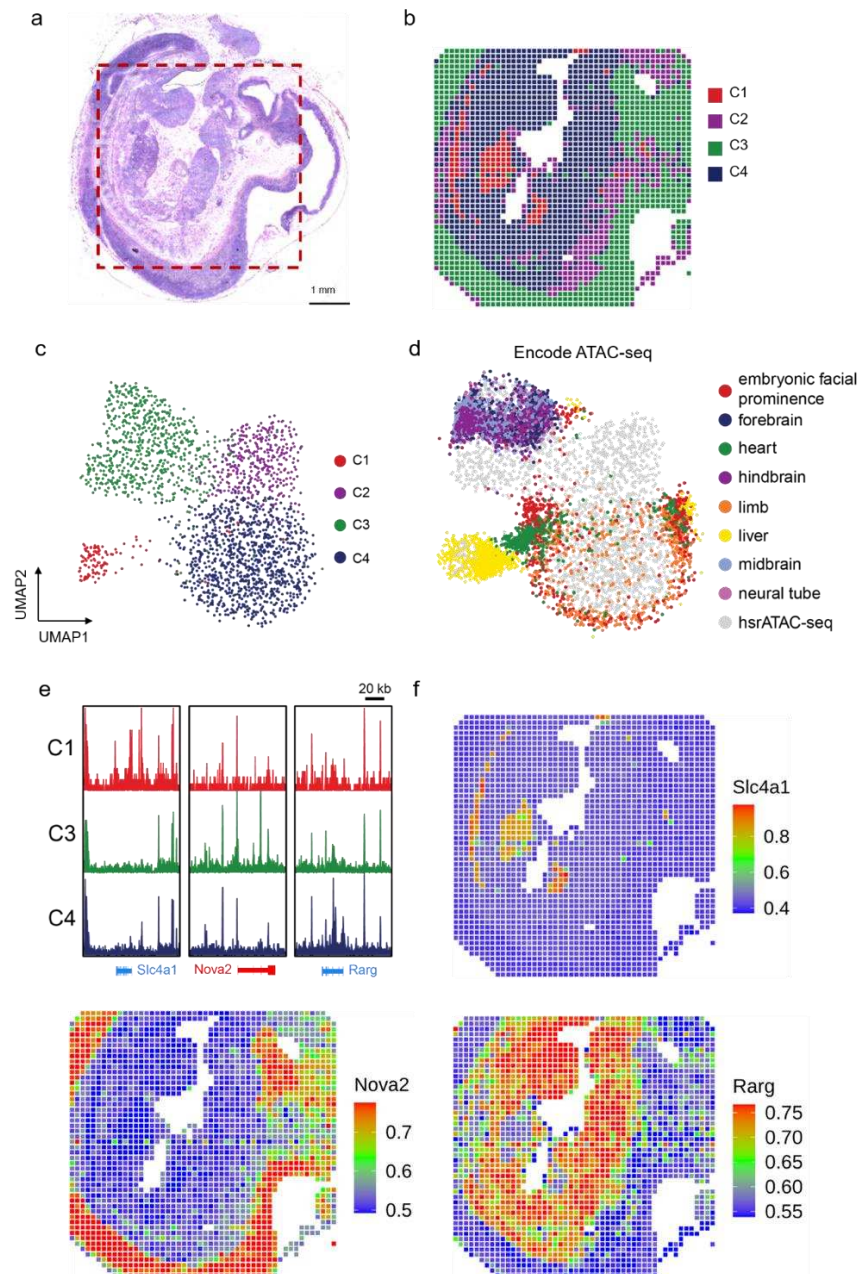 a
1 mm
b
C1
C2
C3
C4
c
C1
C2
C3
C4
UMAP2
UMAP1
d
Encode ATAC-seq
embryonic facial
prominence
forebrain
heart
hindbrain
limb
liver
midbrain
neural tube
hsrATAC-seq
e
20 kb
C1
C3
C4
Slc4a1
Nova2
Rarg
f
Slc4a1
0.8
0.6
0.4
Nova2
0.7
0.6
0.5
Rarg
0.75
0.70
0.65
0.60
0.55